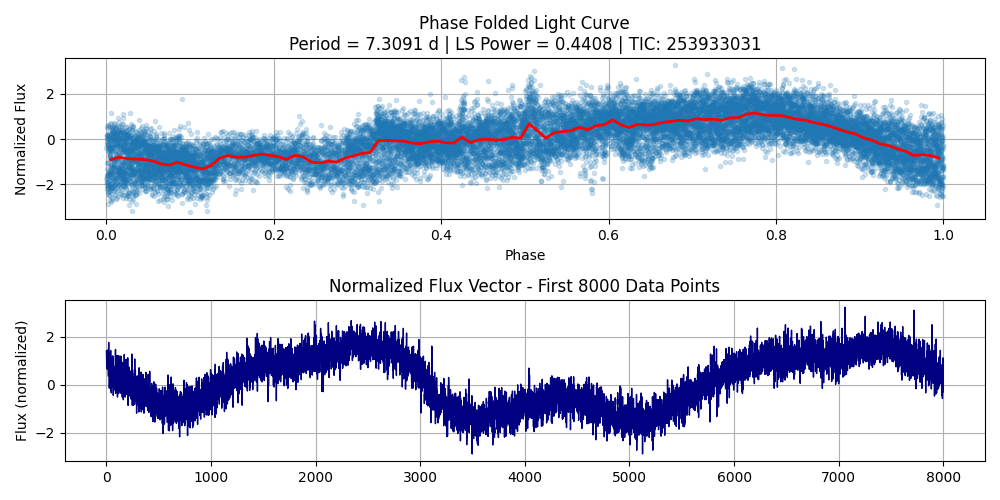 Phase Folded Light Curve
Period = 7.3091 d | LS Power = 0.4408 | TIC: 253933031
Normalized Flux
2
0
−2
0.0 0.2 0.4 0.6 0.8 1.0
Phase
Normalized Flux Vector - First 8000 Data Points
Flux (normalized)
2
0
−2
0 1000 2000 3000 4000 5000 6000 7000 8000